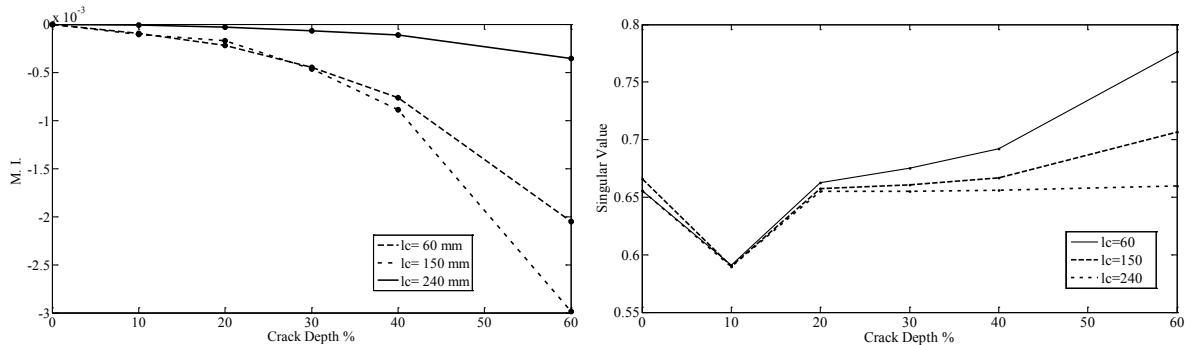 x 10-3
0
-0.5
-1
-1.5
-2
-2.5
-3
M. I.
0 10 20 30 40 50 60
Crack Depth %
lc= 60 mm
lc= 150 mm
lc= 240 mm
0.8
0.75
0.7
0.65
0.6
0.55
Singular Value
0 10 20 30 40 50 60
Crack Depth %
lc=60
lc=150
lc=240